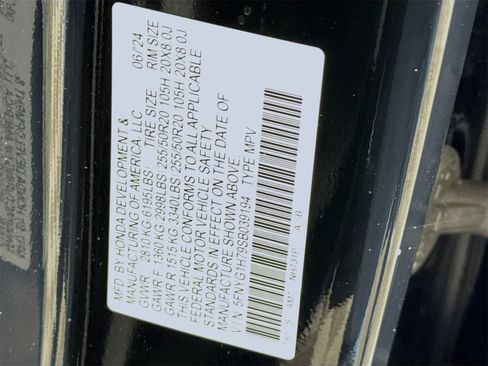 MFD. BY HONDA DEVELOPMENT &
MANUFACTURING OF AMERICA, LLC 06/'24
GVWR 2810 KG 6195LBS TIRE SIZE RIM SIZE
GAWR F 1360 KG 2998LBS 255/50R20 105H 20X8.0J
GAWR R 1515 KG 3340LBS 255/50R20 105H 20X8.0J
THIS VEHICLE CONFORMS TO ALL APPLICABLE
FEDERAL MOTOR VEHICLE SAFETY
STANDARDS IN EFFECT ON THE DATE OF
MANUFACTURE SHOWN ABOVE.
V.I.N: 5FNYG1H73SB039194 TYPE: MPV
NH731P A B